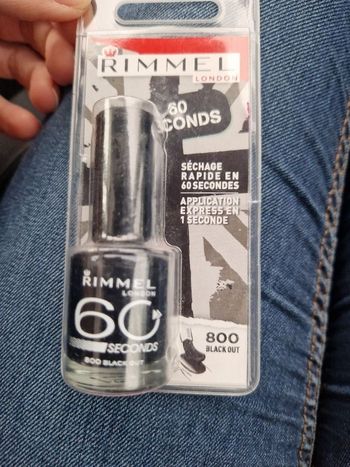 RIMMEL
LONDON
60
SECONDS
SÉCHAGE
RAPIDE EN
60 SECONDES
APPLICATION
EXPRESS EN
1 SECONDE
800
BLACK OUT
RIMMEL
LONDON
60
SECONDS
800 BLACK OUT